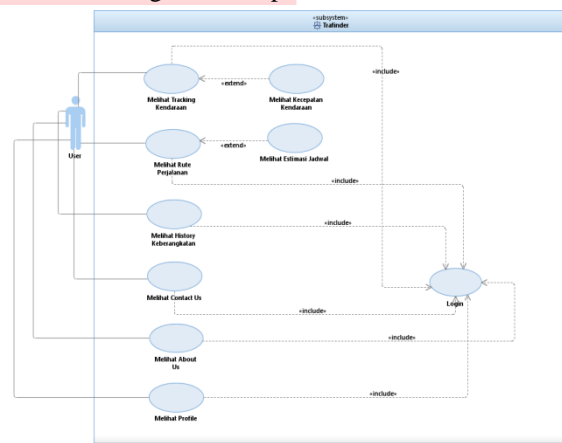 «subsystem»
Trafinder
«include»
Melihat Tracking
Kendaraan
«extend»
Melihat Kecepatan
Kendaraan
User
Melihat Rute
Perjalanan
«extend»
Melihat Estimasi Jadwal
«include»
Melihat History
Keberangkatan
«include»
Melihat Contact Us
«include»
Login
Melihat About
Us
«include»
Melihat Profile